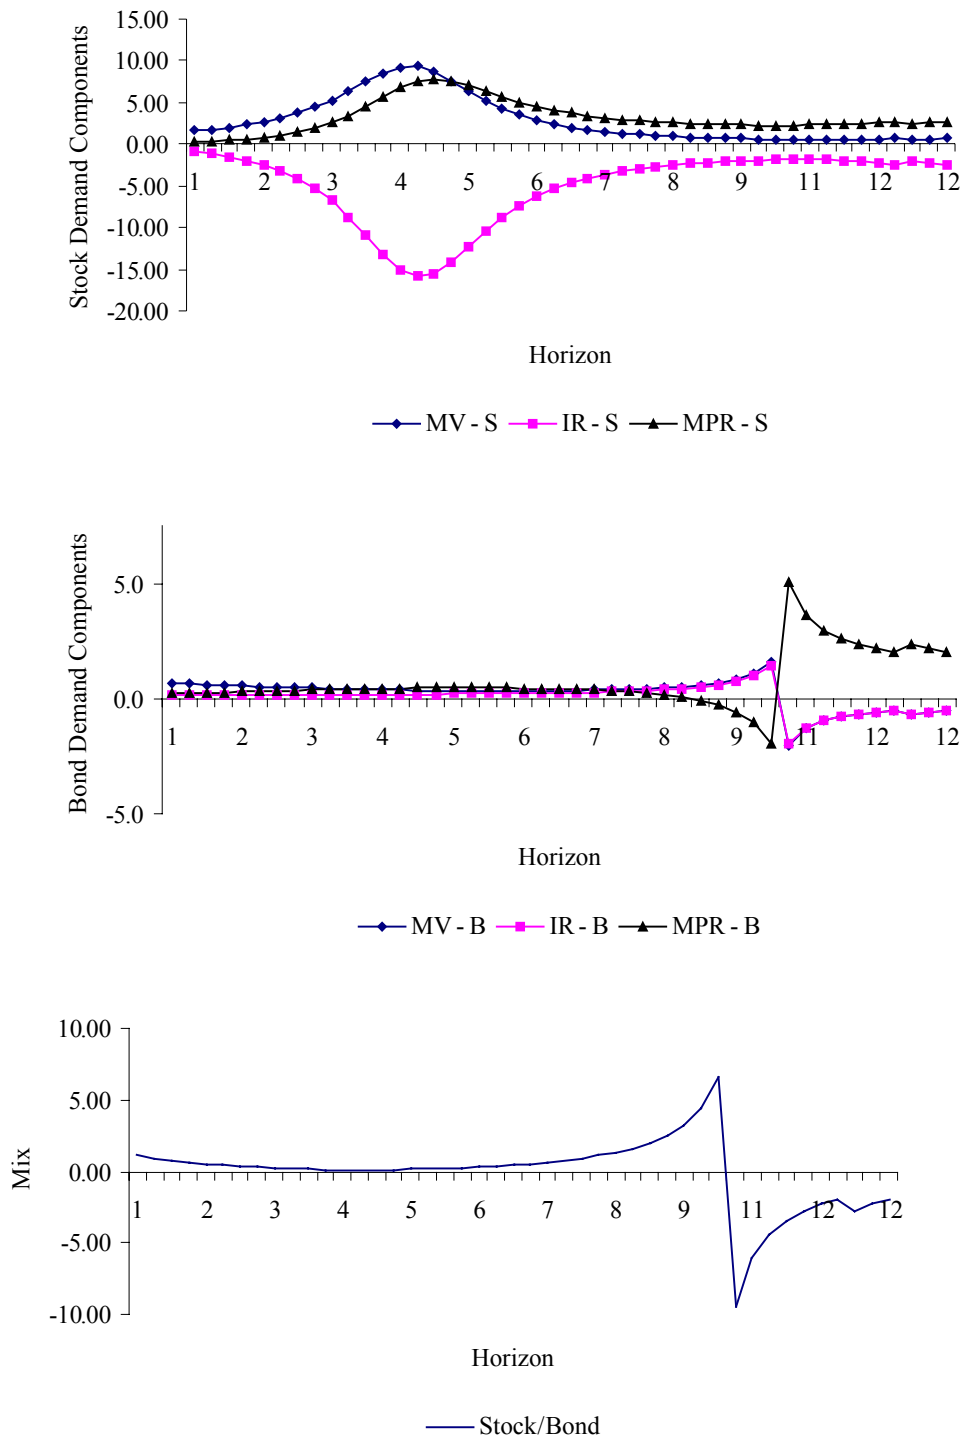 Stock Demand Components
15.00
10.00
5.00
0.00
-5.00
-10.00
-15.00
-20.00
1 2 3 4 5 6 7 8 9 11 12 12
Horizon
MV - S IR - S MPR - S
Bond Demand Components
5.0
0.0
-5.0
1 2 3 4 5 6 7 8 9 11 12 12
Horizon
MV - B IR - B MPR - B
Mix
10.00
5.00
0.00
-5.00
-10.00
1 2 3 4 5 6 7 8 9 11 12 12
Horizon
Stock/Bond